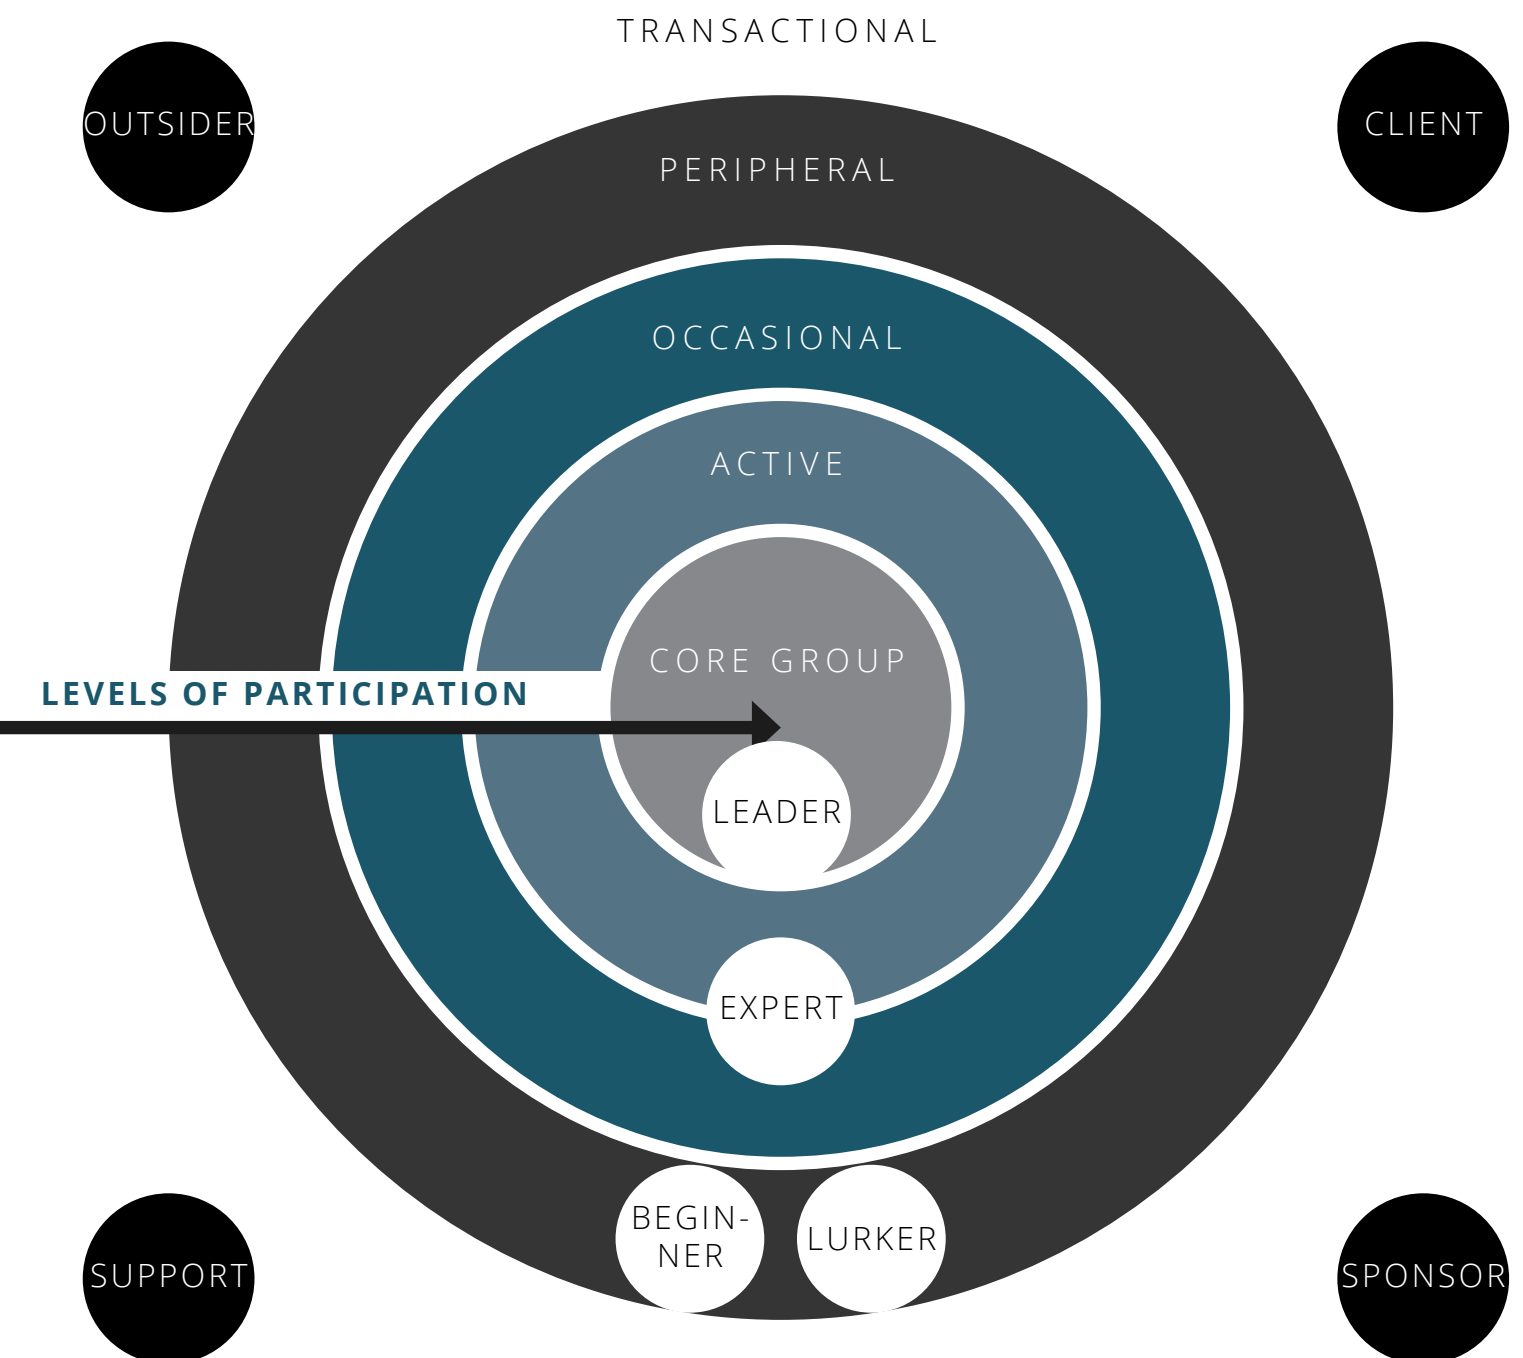 TRANSACTIONAL
OUTSIDER
CLIENT
PERIPHERAL
OCCASIONAL
ACTIVE
CORE GROUP
LEVELS OF PARTICIPATION
LEADER
EXPERT
BEGIN-
NER
LURKER
SUPPORT
SPONSOR